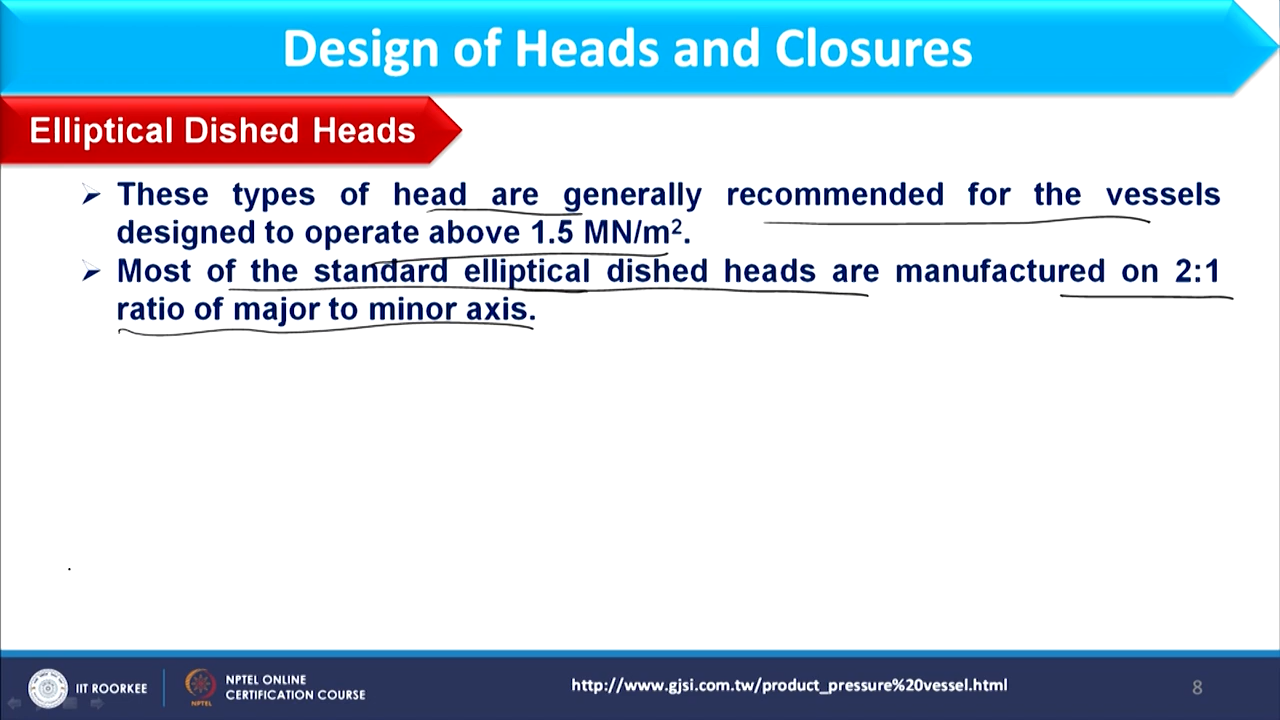 Design of Heads and Closures
Elliptical Dished Heads
➢ These types of head are generally recommended for the vessels
designed to operate above 1.5 MN/m².
➢ Most of the standard elliptical dished heads are manufactured on 2:1
ratio of major to minor axis.
IIT ROORKEE
NPTEL
NPTEL ONLINE
CERTIFICATION COURSE
http://www.gjsi.com.tw/product_pressure%20vessel.html
8